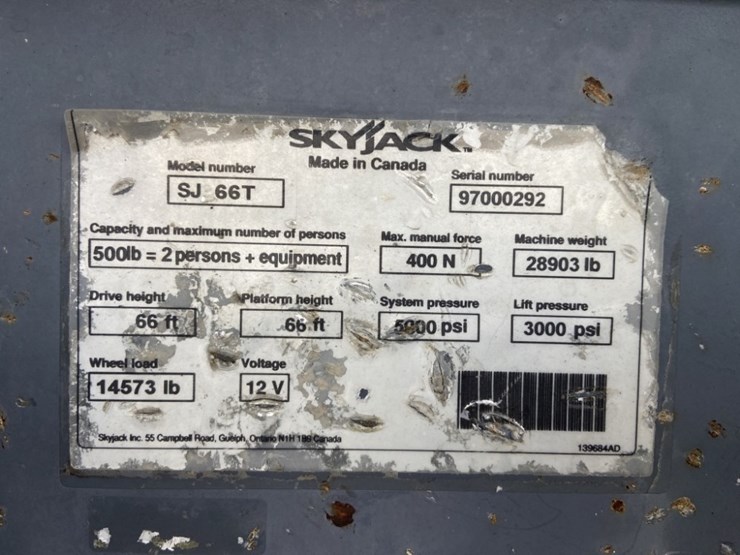 SKYJACK™
Made in Canada
Model number
SJ 66T
Serial number
97000292
Capacity and maximum number of persons
500lb = 2 persons + equipment
Max. manual force
400 N
Machine weight
28903 lb
Drive height
66 ft
Platform height
66 ft
System pressure
psi
Lift pressure
3000 psi
Wheel load
14573 lb
Voltage
12 V
Skyjack Inc. 55 Campbell Road, Guelph, Ontario N1H 1B9 Canada
139684AD